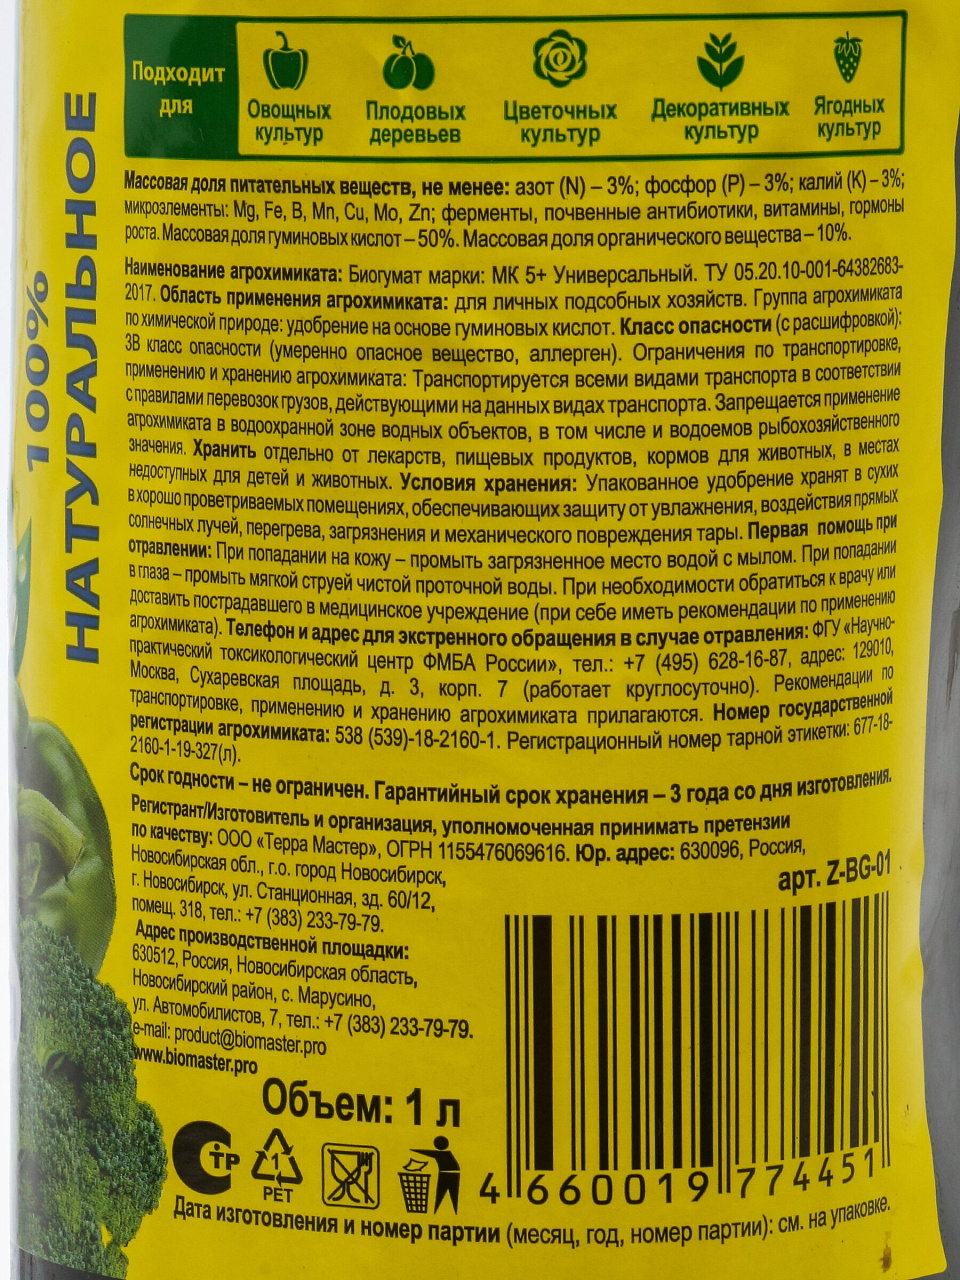 Подходит
для
Овощных
культур
Плодовых
деревьев
Цветочных
культур
Декоративных
культур
Ягодных
культур
100%
НАТУРАЛЬНОЕ
Массовая доля питательных веществ, не менее: азот (N) – 3%; фосфор (P) – 3%; калий (K) – 3%;
микроэлементы: Mg, Fe, B, Mn, Cu, Mo, Zn; ферменты, почвенные антибиотики, витамины, гормоны
роста. Массовая доля гуминовых кислот – 50%. Массовая доля органического вещества – 10%.
Наименование агрохимиката: Биогумат марки: МК 5+ Универсальный. ТУ 05.20.10-001-64382683-
2017. Область применения агрохимиката: для личных подсобных хозяйств. Группа агрохимиката
по химической природе: удобрение на основе гуминовых кислот. Класс опасности (с расшифровкой):
3В класс опасности (умеренно опасное вещество, аллерген). Ограничения по транспортировке,
применению и хранению агрохимиката: Транспортируется всеми видами транспорта в соответствии
с правилами перевозок грузов, действующими на данных видах транспорта. Запрещается применение
агрохимиката в водоохранной зоне водных объектов, в том числе и водоемов рыбохозяйственного
значения. Хранить отдельно от лекарств, пищевых продуктов, кормов для животных, в местах
недоступных для детей и животных. Условия хранения: Упакованное удобрение хранят в сухих
в хорошо проветриваемых помещениях, обеспечивающих защиту от увлажнения, воздействия прямых
солнечных лучей, перегрева, загрязнения и механического повреждения тары. Первая помощь при
отравлении: При попадании на кожу – промыть загрязненное место водой с мылом. При попадании
в глаза – промыть мягкой струей чистой проточной воды. При необходимости обратиться к врачу или
доставить пострадавшего в медицинское учреждение (при себе иметь рекомендации по применению
агрохимиката). Телефон и адрес для экстренного обращения в случае отравления: ФГУ «Научно-
практический токсикологический центр ФМБА России», тел.: +7 (495) 628-16-87, адрес: 129010,
Москва, Сухаревская площадь, д. 3, корп. 7 (работает круглосуточно). Рекомендации по
транспортировке, применению и хранению агрохимиката прилагаются. Номер государственной
регистрации агрохимиката: 538 (539)-18-2160-1. Регистрационный номер тарной этикетки: 677-18-
2160-1-19-327(л).
Срок годности – не ограничен. Гарантийный срок хранения – 3 года со дня изготовления.
Регистрант/Изготовитель и организация, уполномоченная принимать претензии
по качеству: ООО «Терра Мастер», ОГРН 1155476069616. Юр. адрес: 630096, Россия,
Новосибирская обл., г.о. город Новосибирск,
г. Новосибирск, ул. Станционная, зд. 60/12,
помещ. 318, тел.: +7 (383) 233-79-79.
Адрес производственной площадки:
630512, Россия, Новосибирская область,
Новосибирский район, с. Марусино,
ул. Автомобилистов, 7, тел.: +7 (383) 233-79-79.
e-mail: product@biomaster.pro
www.biomaster.pro
арт. Z-BG-01
Объем: 1 л
СТР
1
PET
4 660019 774451
Дата изготовления и номер партии (месяц, год, номер партии): см. на упаковке.